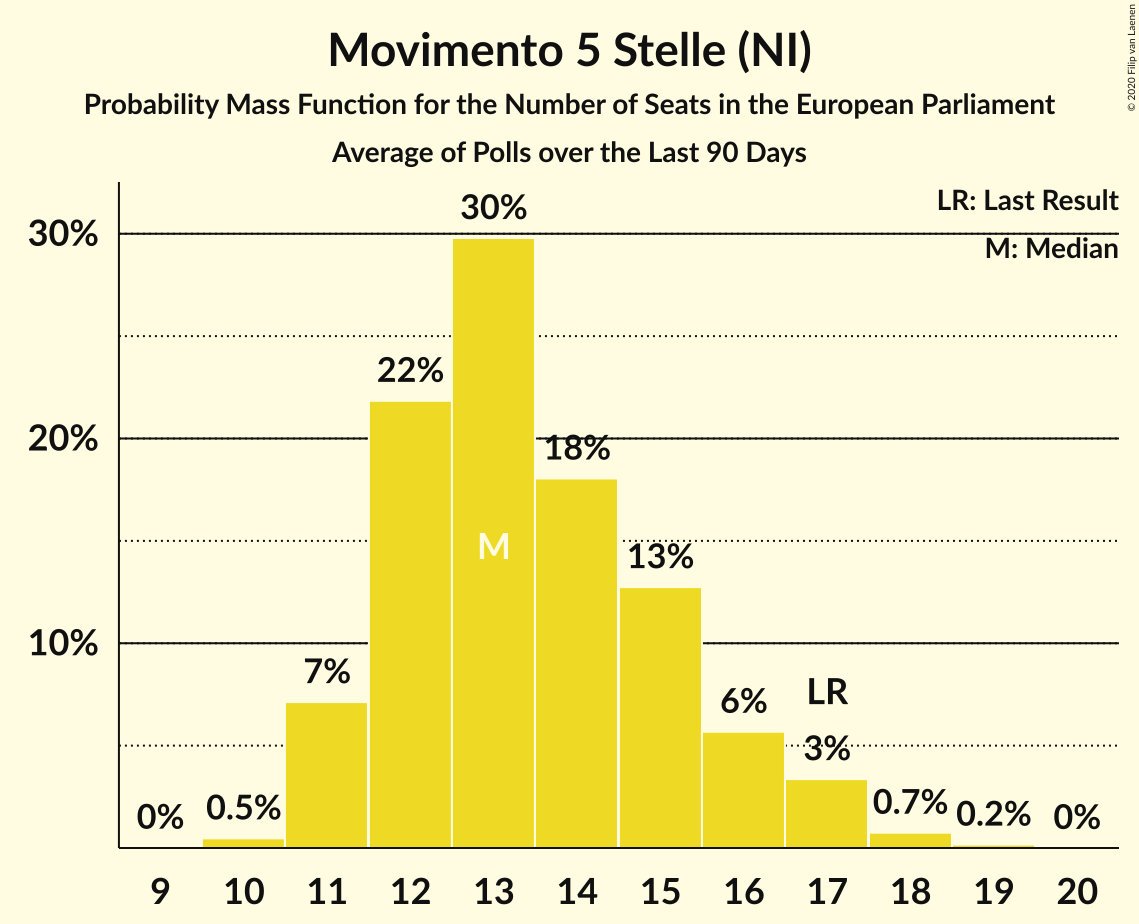 Movimento 5 Stelle (NI)
Probability Mass Function for the Number of Seats in the European Parliament
Average of Polls over the Last 90 Days
© 2020 Filip van Laenen
LR: Last Result
M: Median
30%
20%
10%
0%
0.5%
7%
22%
30%
M
18%
13%
6%
LR
3%
0.7%
0.2%
0%
9 10 11 12 13 14 15 16 17 18 19 20